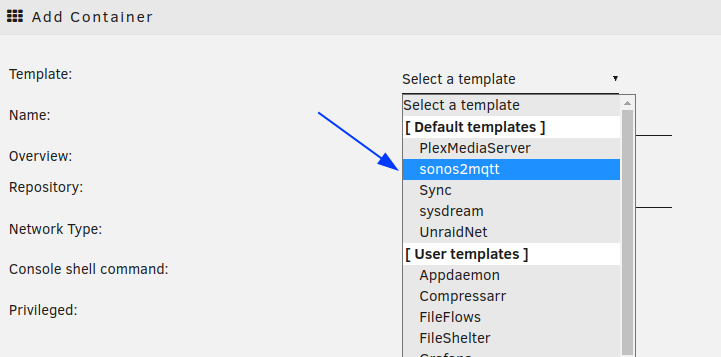 Add Container
Template:
Select a template
Name:
Overview:
Repository:
Network Type:
Console shell command:
Privileged:
Select a template
[ Default templates ]
PlexMediaServer
sonos2mqtt
Sync
sysdream
UnraidNet
[ User templates ]
Appdaemon
Compressarr
FileFlows
FileShelter